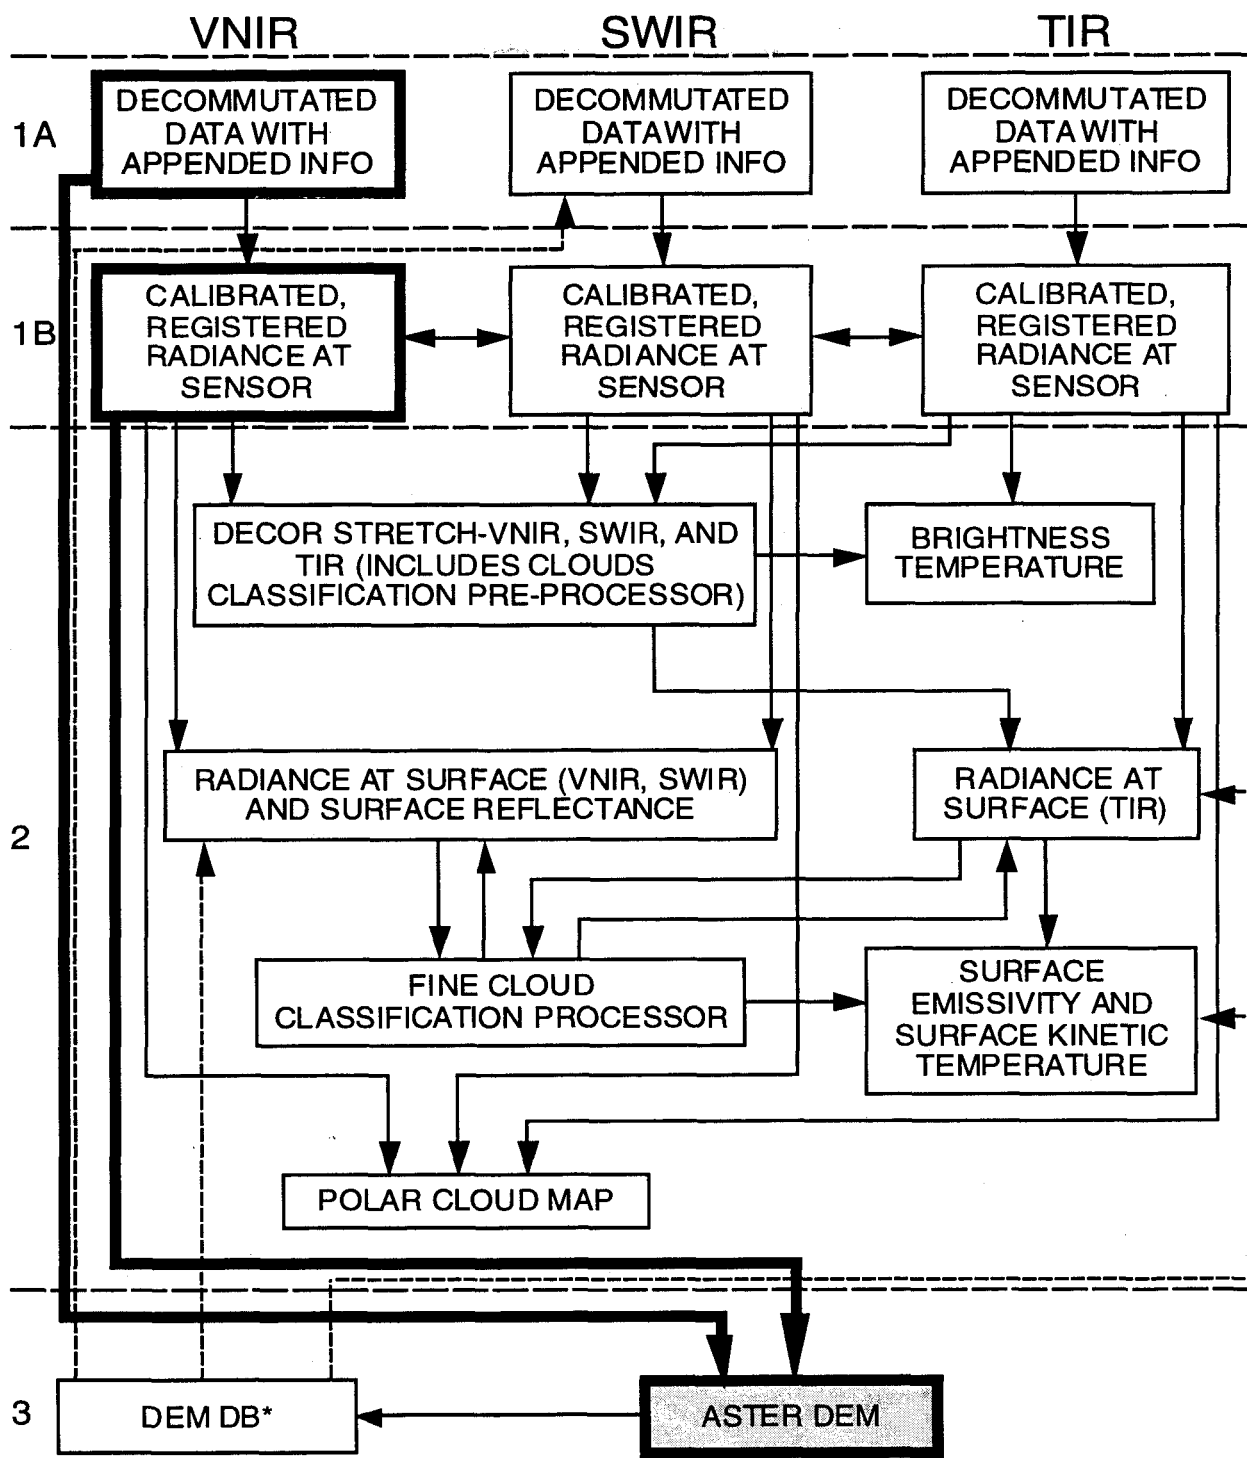 VNIR SWIR TIR
1A
DECOMMUTATED
DATA WITH
APPENDED INFO
DECOMMUTATED
DATA WITH
APPENDED INFO
DECOMMUTATED
DATA WITH
APPENDED INFO
1B
CALIBRATED,
REGISTERED
RADIANCE AT
SENSOR
CALIBRATED,
REGISTERED
RADIANCE AT
SENSOR
CALIBRATED,
REGISTERED
RADIANCE AT
SENSOR
DECOR STRETCH-VNIR, SWIR, AND
TIR (INCLUDES CLOUDS
CLASSIFICATION PRE-PROCESSOR)
BRIGHTNESS
TEMPERATURE
2
RADIANCE AT SURFACE (VNIR, SWIR)
AND SURFACE REFLECTANCE
RADIANCE AT
SURFACE (TIR)
FINE CLOUD
CLASSIFICATION PROCESSOR
SURFACE
EMISSIVITY AND
SURFACE KINETIC
TEMPERATURE
POLAR CLOUD MAP
3
DEM DB*
ASTER DEM